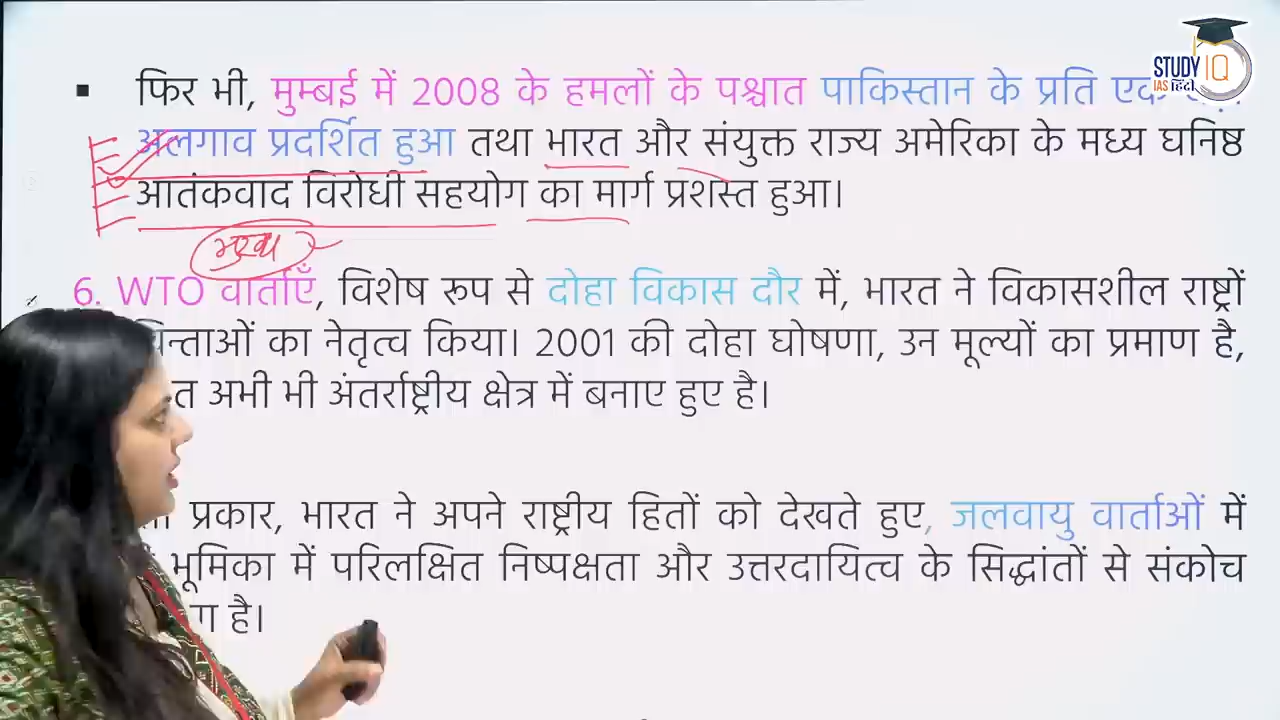 STUDY IQ
IAS हिंदी
▪ फिर भी, मुम्बई में 2008 के हमलों के पश्चात पाकिस्तान के प्रति एक
अलगाव प्रदर्शित हुआ तथा भारत और संयुक्त राज्य अमेरिका के मध्य घनिष्ठ
आतंकवाद विरोधी सहयोग का मार्ग प्रशस्त हुआ।
6. WTO वार्ताएँ, विशेष रूप से दोहा विकास दौर में, भारत ने विकासशील राष्ट्रों
चिन्ताओं का नेतृत्व किया। 2001 की दोहा घोषणा, उन मूल्यों का प्रमाण है,
अभी भी अंतर्राष्ट्रीय क्षेत्र में बनाए हुए है।
प्रकार, भारत ने अपने राष्ट्रीय हितों को देखते हुए, जलवायु वार्ताओं में
भूमिका में परिलक्षित निष्पक्षता और उत्तरदायित्व के सिद्धांतों से संकोच
है।